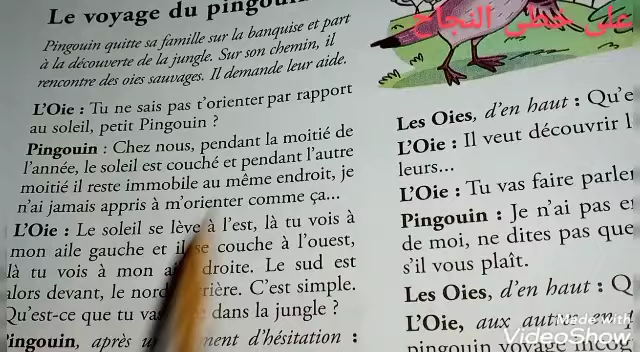 Le voyage du
Pingouin quitte sa famille sur la banquise et part
à la découverte de la jungle. Sur son chemin, il
rencontre des oies sauvages. Il demande leur aide.
L'Oie : Tu ne sais pas t'orienter par rapport
au soleil, petit Pingouin ?
Pingouin : Chez nous, pendant la moitié de
l'année, le soleil est couché et pendant l'autre
moitié il reste immobile au même endroit, je
n'ai jamais appris à m'orienter comme ça...
L'Oie : Le soleil se lève à l'est, là tu vois à
mon aile gauche et il se couche à l'ouest,
là tu vois à mon droite. Le sud est
alors devant, le nord C'est simple.
Qu'est-ce que tu dans la jungle ?
Pingouin, après d'hésitation :
على خطى النجاح
Les Oies, d'en haut :
L'Oie : Il veut découvrir
leurs...
L'Oie : Tu vas faire
Pingouin : Je n'ai pas
de moi, ne dites pas que
s'il vous plaît.
Les Oies, d'en haut :
L'Oie, aux
pingouin voyage
Made with
VideoShow